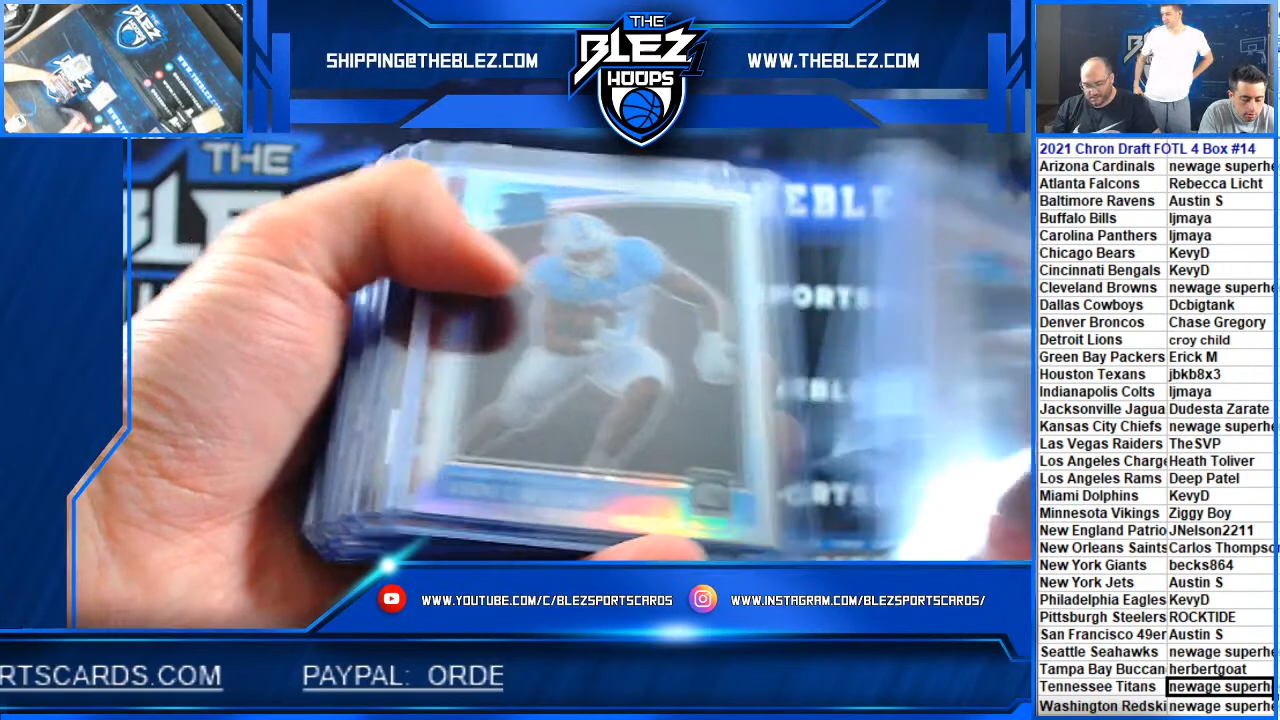 THE
BLEZ
HOOPS
1
SHIPPING@THEBLEZ.COM
WWW.THEBLEZ.COM
THE
2021 Chron Draft FOTL 4 Box #14
Arizona Cardinals newage superhe
Atlanta Falcons Rebecca Licht
Baltimore Ravens Austin S
Buffalo Bills ljmaya
Carolina Panthers ljmaya
Chicago Bears KevyD
Cincinnati Bengals KevyD
Cleveland Browns newage superhe
Dallas Cowboys Dcbigtank
Denver Broncos Chase Gregory
Detroit Lions croy child
Green Bay Packers Erick M
Houston Texans jbkb8x3
Indianapolis Colts ljmaya
Jacksonville Jagua Dudesta Zarate
Kansas City Chiefs newage superhe
Las Vegas Raiders TheSVP
Los Angeles Charge Heath Toliver
Los Angeles Rams Deep Patel
Miami Dolphins KevyD
Minnesota Vikings Ziggy Boy
New England Patrio JNelson2211
New Orleans Saints Carlos Thompson
New York Giants becks864
New York Jets Austin S
Philadelphia Eagles KevyD
Pittsburgh Steelers ROCKTIDE
San Francisco 49er Austin S
Seattle Seahawks newage superhe
Tampa Bay Buccan herbertgoat
Tennessee Titans newage superhe
Washington Redski newage superhe
WWW.YOUTUBE.COM/C/BLEZSPORTSCARDS
WWW.INSTAGRAM.COM/BLEZSPORTSCARDS/
RTSCARDS.COM PAYPAL: ORDE